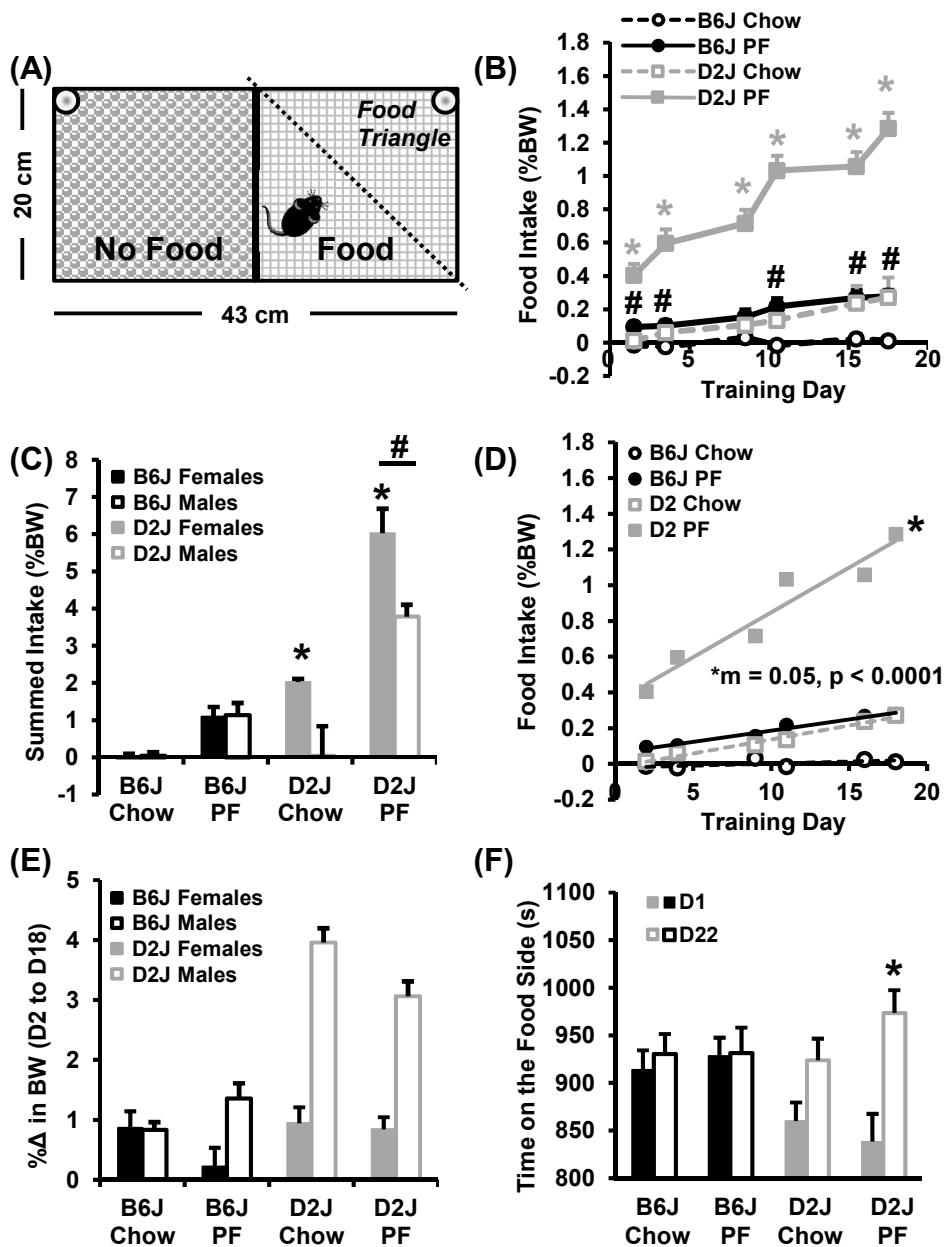 (A)
Food
Triangle
No Food
Food
20 cm
43 cm
(B)
B6J Chow
B6J PF
D2J Chow
D2J PF
Food Intake (%BW)
1.8
1.6
1.4
1.2
1
0.8
0.6
0.4
0.2
0
-0.2
* * * * * *
# # # # #
0 5 10 15 20
Training Day
(C)
B6J Females
B6J Males
D2J Females
D2J Males
Summed Intake (%BW)
8
7
6
5
4
3
2
1
0
-1
*
*
#
B6J Chow
B6J PF
D2J Chow
D2J PF
(D)
B6J Chow
B6J PF
D2 Chow
D2 PF
Food Intake (%BW)
1.8
1.6
1.4
1.2
1
0.8
0.6
0.4
0.2
0
-0.2
*
*m = 0.05, p < 0.0001
0 5 10 15 20
Training Day
(E)
B6J Females
B6J Males
D2J Females
D2J Males
%Δ in BW (D2 to D18)
5
4
3
2
1
0
B6J Chow
B6J PF
D2J Chow
D2J PF
(F)
D1
D22
Time on the Food Side (s)
1100
1050
1000
950
900
850
800
*
B6J Chow
B6J PF
D2J Chow
D2J PF